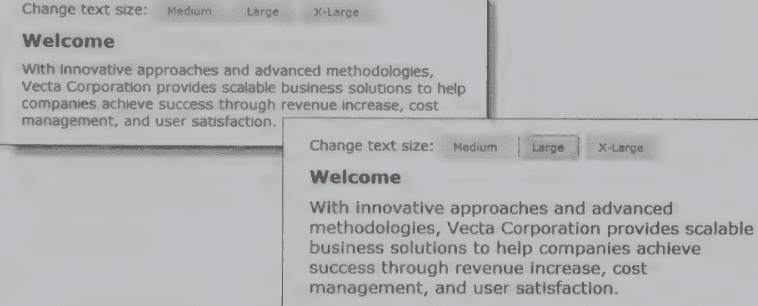 Change text size: Medium Large X-Large
Welcome
With innovative approaches and advanced methodologies,
Vecta Corporation provides scalable business solutions to help
companies achieve success through revenue increase, cost
management, and user satisfaction.
Change text size: Medium Large X-Large
Welcome
With innovative approaches and advanced
methodologies, Vecta Corporation provides scalable
business solutions to help companies achieve
success through revenue increase, cost
management, and user satisfaction.